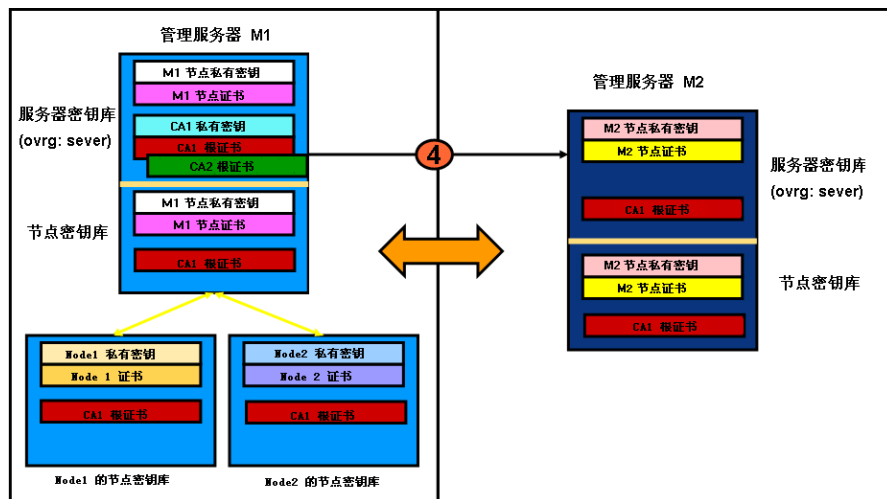 管理服务器 M1
M1 节点私有密钥
M1 节点证书
服务器密钥库
(ovrg: sever)
CA1 私有密钥
CA1 根证书
CA2 根证书
M1 节点私有密钥
M1 节点证书
节点密钥库
CA1 根证书
Node1 私有密钥
Node 1 证书
CA1 根证书
Node1 的节点密钥库
Node2 私有密钥
Node 2 证书
CA1 根证书
Node2 的节点密钥库
4
管理服务器 M2
M2 节点私有密钥
M2 节点证书
服务器密钥库
(ovrg: sever)
CA1 根证书
M2 节点私有密钥
M2 节点证书
节点密钥库
CA1 根证书